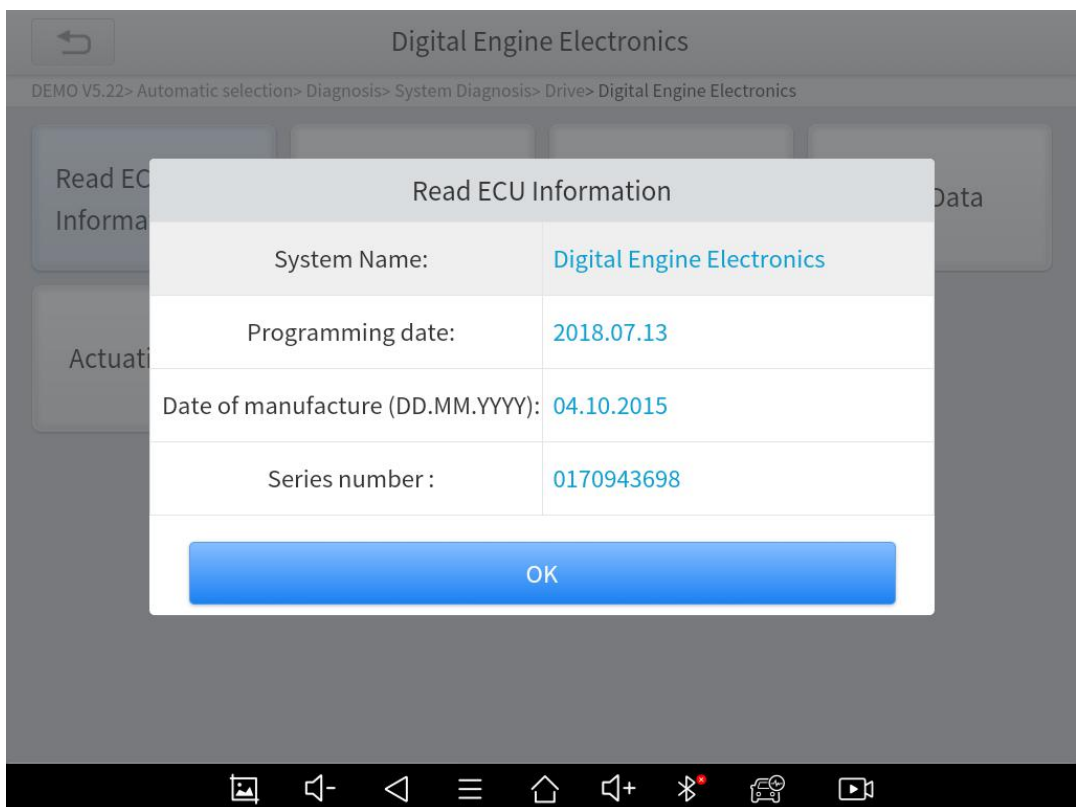 Digital Engine Electronics
DEMO V5.22> Automatic selection> Diagnosis> System Diagnosis> Drive> Digital Engine Electronics
Read EC
Informa
Data
Actuati
Read ECU Information
System Name: Digital Engine Electronics
Programming date: 2018.07.13
Date of manufacture (DD.MM.YYYY): 04.10.2015
Series number : 0170943698
OK